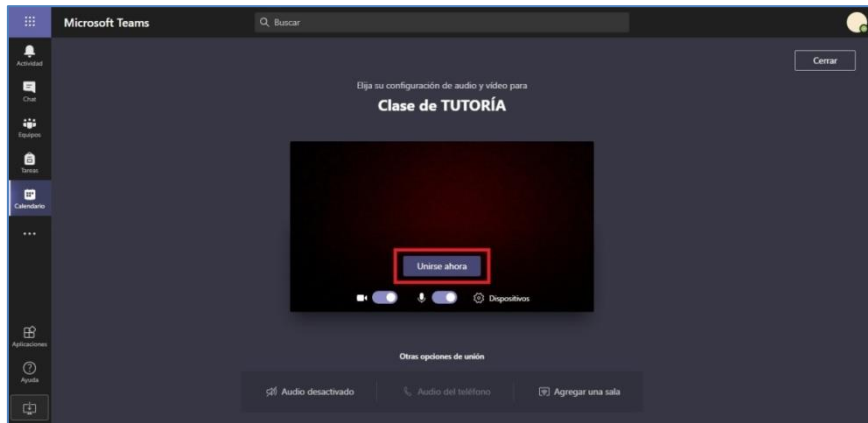 Microsoft Teams
Buscar
Actividad
Chat
Equipos
Tareas
Calendario
Aplicaciones
Ayuda
Cerrar
Elija su configuración de audio y vídeo para
Clase de TUTORÍA
Unirse ahora
Dispositivos
Otras opciones de unión
Audio desactivado
Audio del teléfono
Agregar una sala